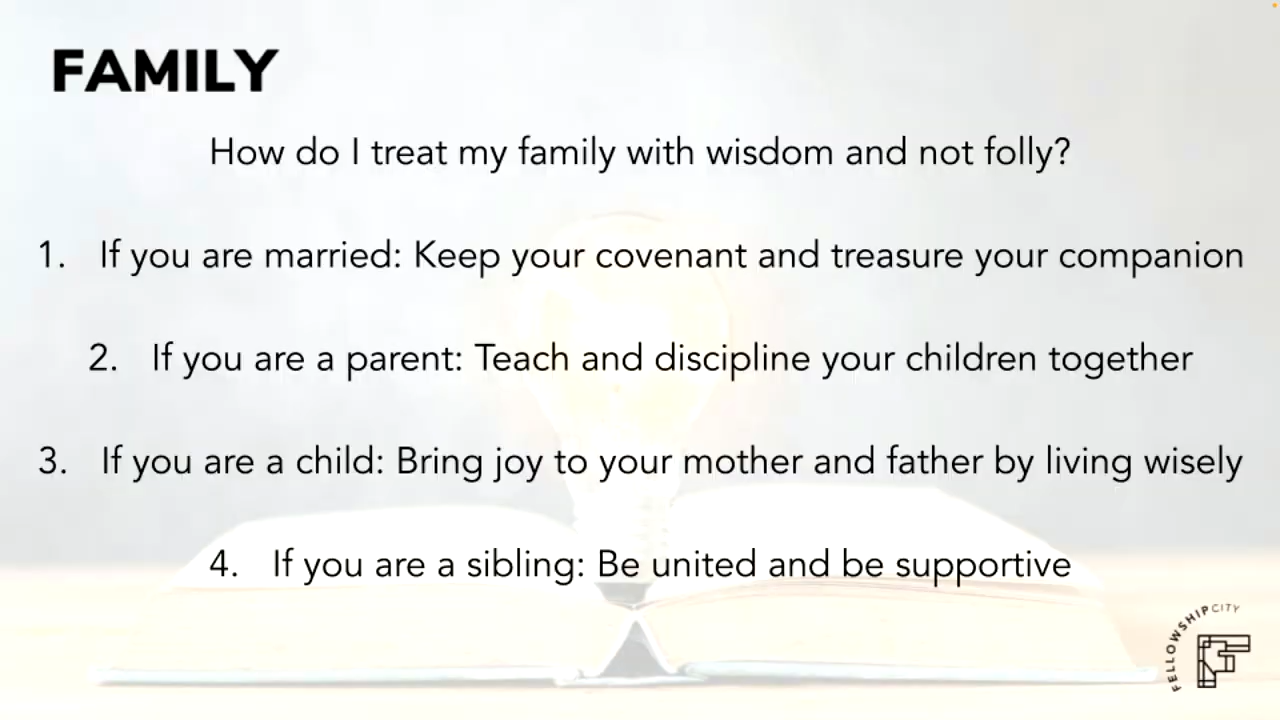 FAMILY
How do I treat my family with wisdom and not folly?
1. If you are married: Keep your covenant and treasure your companion
2. If you are a parent: Teach and discipline your children together
3. If you are a child: Bring joy to your mother and father by living wisely
4. If you are a sibling: Be united and be supportive
FELLOWSHIPCITY